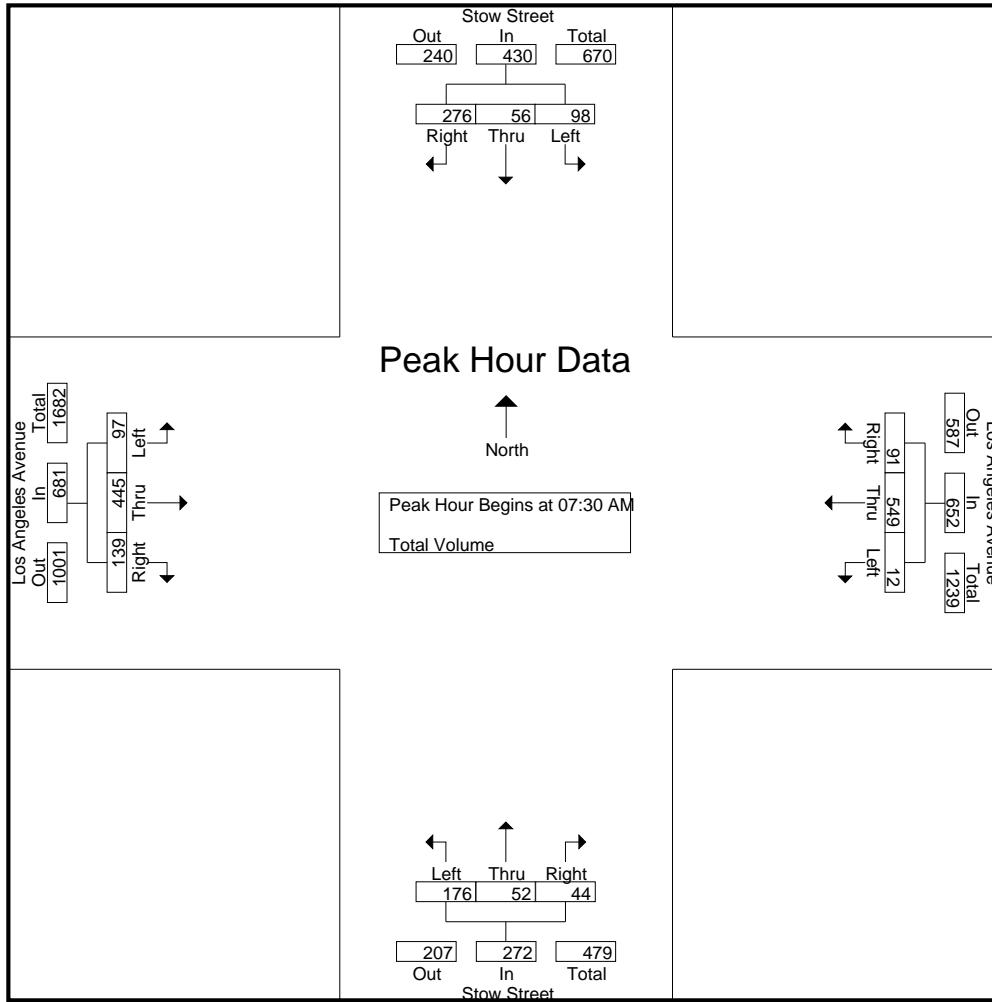 Stow Street
Out In Total
240 430 670
276 56 98
Right Thru Left
Peak Hour Data
North
Peak Hour Begins at 07:30 AM
Total Volume
Los Angeles Avenue
Out In Total
1001 681 1682
Left Thru Right
97 445 139
Los Angeles Avenue
Out In Total
587 652 1239
91 549 12
Right Thru Left
Left Thru Right
176 52 44
207 272 479
Out In Total
Stow Street